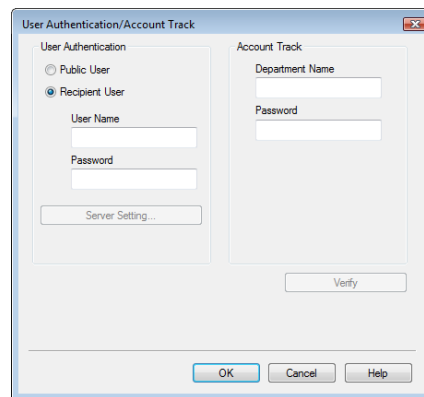 User Authentication/Account Track
User Authentication
Public User
Recipient User
User Name
Password
Server Setting...
Account Track
Department Name
Password
Verify
OK
Cancel
Help